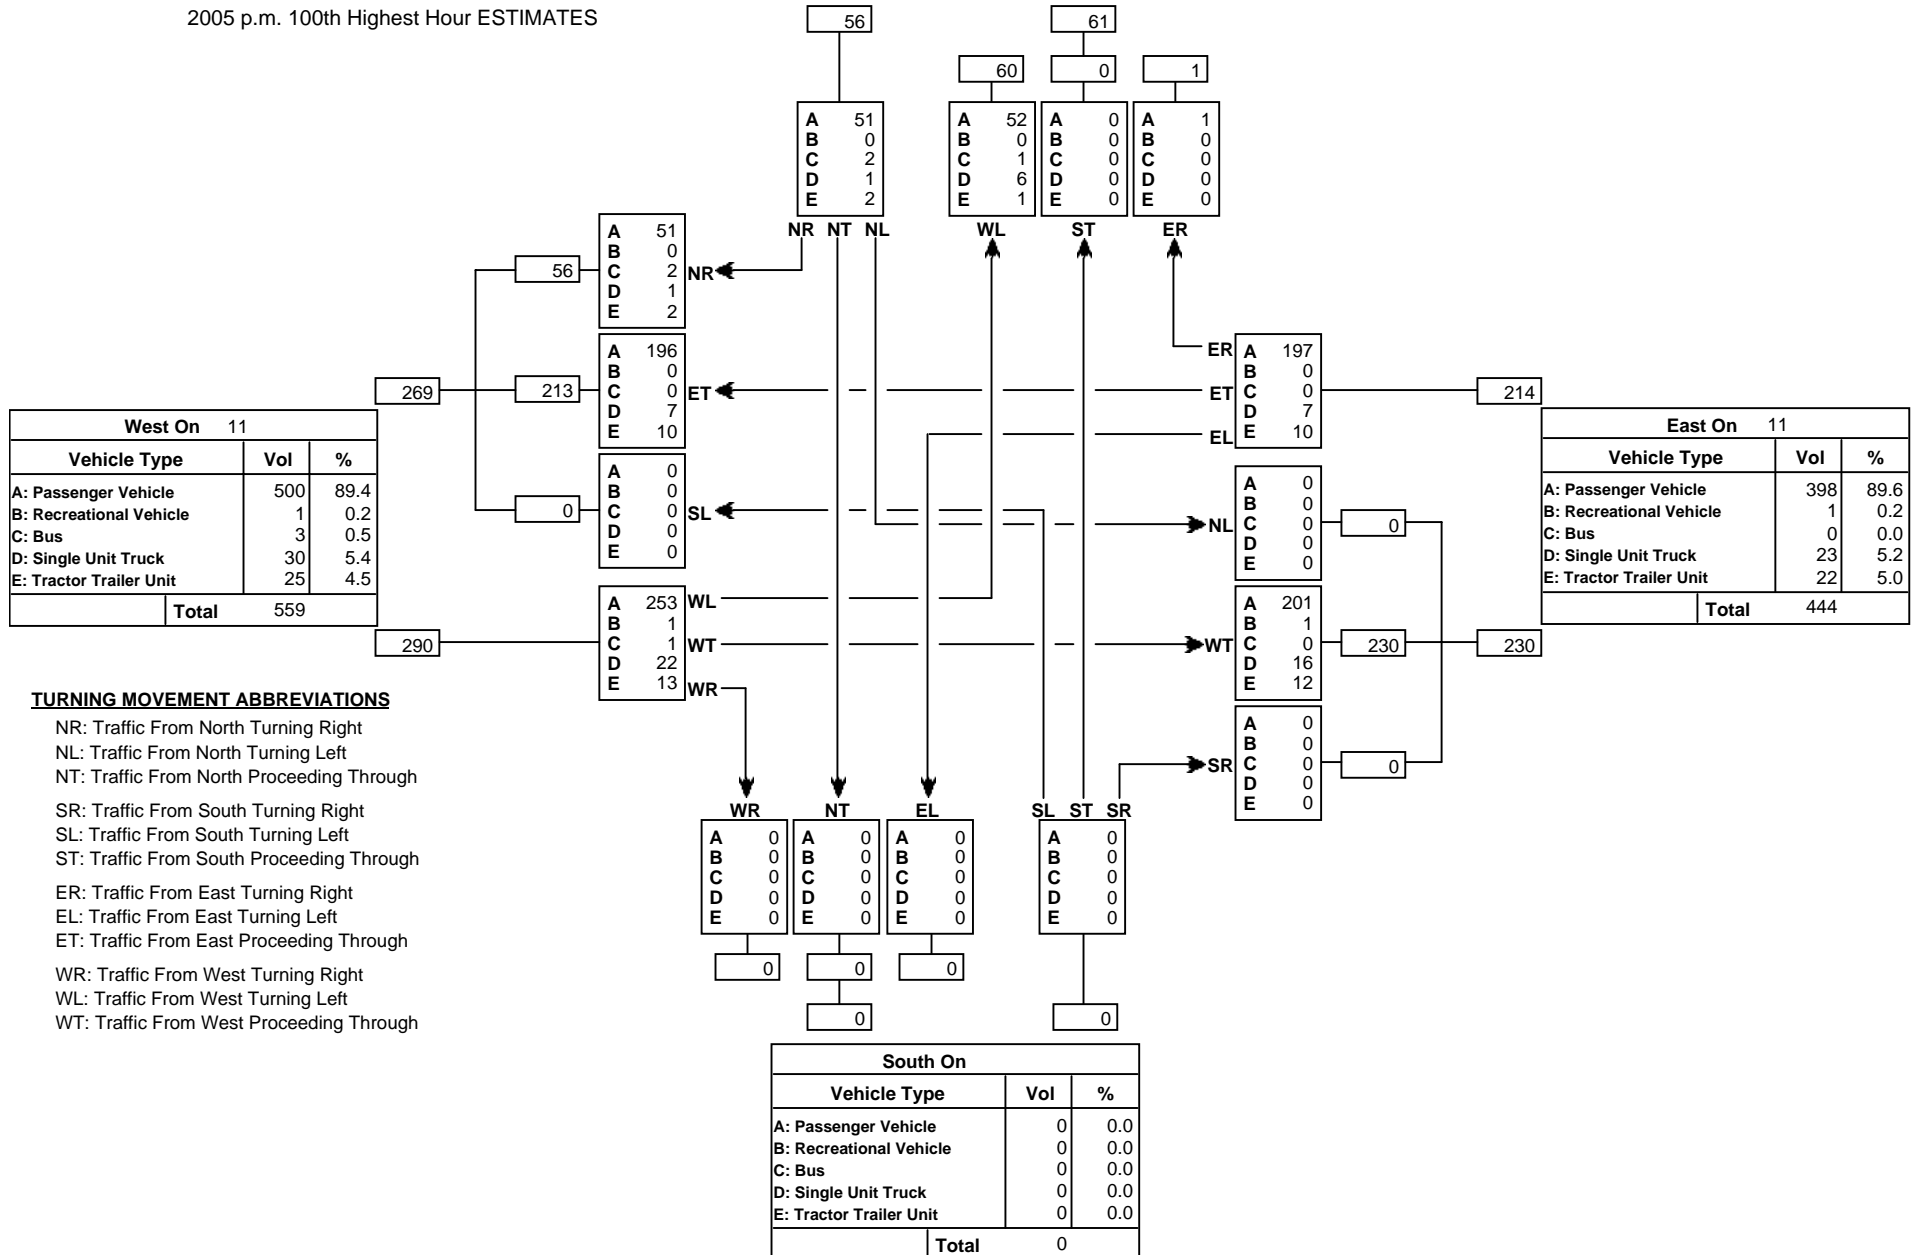 2005 p.m. 100th Highest Hour ESTIMATES
56
61
60
0
1
A 51
B 0
C 2
D 1
E 2
A 52
B 0
C 1
D 6
E 1
A 0
B 0
C 0
D 0
E 0
A 1
B 0
C 0
D 0
E 0
NR NT NL
WL
ST
ER
56
A 51
B 0
C 2
D 1
E 2
NR
269
213
A 196
B 0
C 0
D 7
E 10
ET
0
A 0
B 0
C 0
D 0
E 0
SL
290
A 253
B 1
C 1
D 22
E 13
WL
WT
WR
West On 11
Vehicle Type Vol %
A: Passenger Vehicle 500 89.4
B: Recreational Vehicle 1 0.2
C: Bus 3 0.5
D: Single Unit Truck 30 5.4
E: Tractor Trailer Unit 25 4.5
Total 559
ER
ET
EL
A 197
B 0
C 0
D 7
E 10
214
NL
A 0
B 0
C 0
D 0
E 0
0
WT
A 201
B 1
C 0
D 16
E 12
230
230
SR
A 0
B 0
C 0
D 0
E 0
0
East On 11
Vehicle Type Vol %
A: Passenger Vehicle 398 89.6
B: Recreational Vehicle 1 0.2
C: Bus 0 0.0
D: Single Unit Truck 23 5.2
E: Tractor Trailer Unit 22 5.0
Total 444
TURNING MOVEMENT ABBREVIATIONS
NR: Traffic From North Turning Right
NL: Traffic From North Turning Left
NT: Traffic From North Proceeding Through
SR: Traffic From South Turning Right
SL: Traffic From South Turning Left
ST: Traffic From South Proceeding Through
ER: Traffic From East Turning Right
EL: Traffic From East Turning Left
ET: Traffic From East Proceeding Through
WR: Traffic From West Turning Right
WL: Traffic From West Turning Left
WT: Traffic From West Proceeding Through
WR
NT
EL
SL ST SR
A 0
B 0
C 0
D 0
E 0
A 0
B 0
C 0
D 0
E 0
A 0
B 0
C 0
D 0
E 0
A 0
B 0
C 0
D 0
E 0
0
0
0
0
0
South On
Vehicle Type Vol %
A: Passenger Vehicle 0 0.0
B: Recreational Vehicle 0 0.0
C: Bus 0 0.0
D: Single Unit Truck 0 0.0
E: Tractor Trailer Unit 0 0.0
Total 0